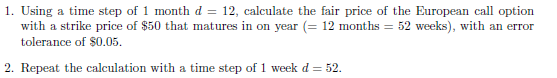 1. Using a time step of 1 month d = 12, calculate the fair price of the European call option
with a strike price of $50 that matures in on year (= 12 months = 52 weeks), with an error
tolerance of $0.05.
2. Repeat the calculation with a time step of 1 week d = 52.